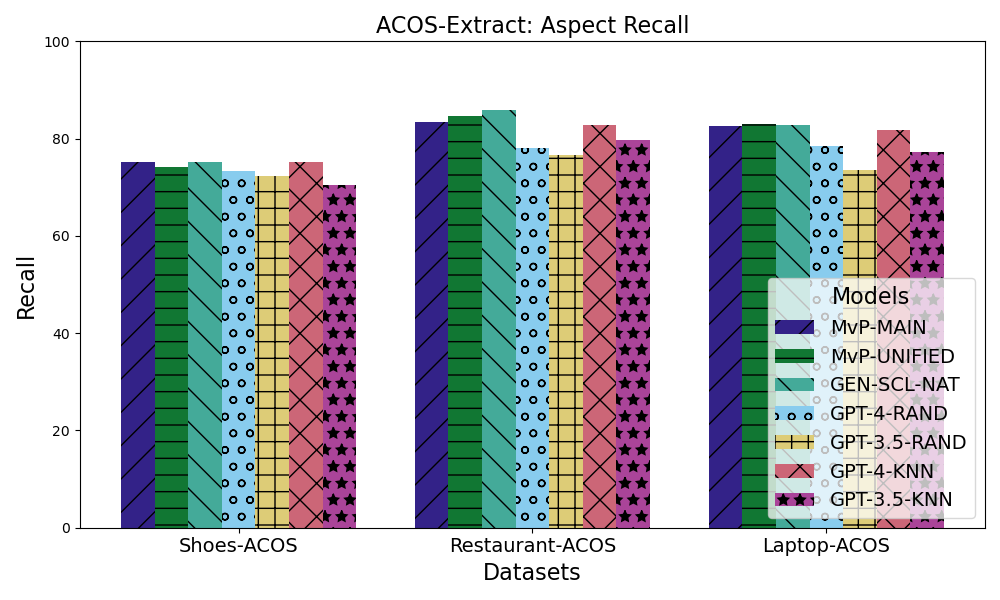 ACOS-Extract: Aspect Recall
100
80
60
40
20
0
Recall
Shoes-ACOS
Restaurant-ACOS
Laptop-ACOS
Datasets
Models
MvP-MAIN
MvP-UNIFIED
GEN-SCL-NAT
GPT-4-RAND
GPT-3.5-RAND
GPT-4-KNN
GPT-3.5-KNN